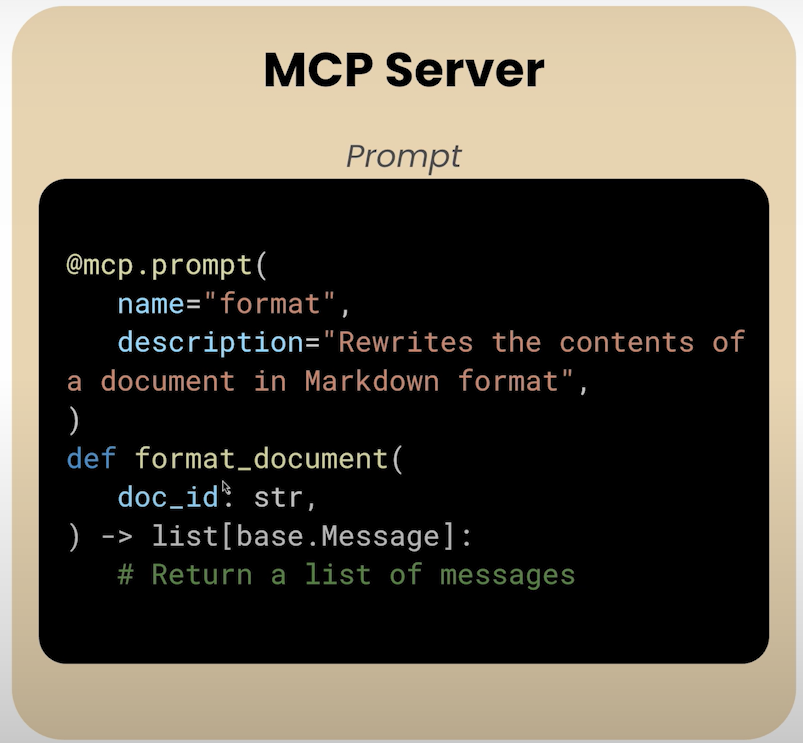 MCP Server
Prompt
@mcp.prompt(
   name="format",
   description="Rewrites the contents of
a document in Markdown format",
)
def format_document(
   doc_id: str,
) -> list[base.Message]:
   # Return a list of messages